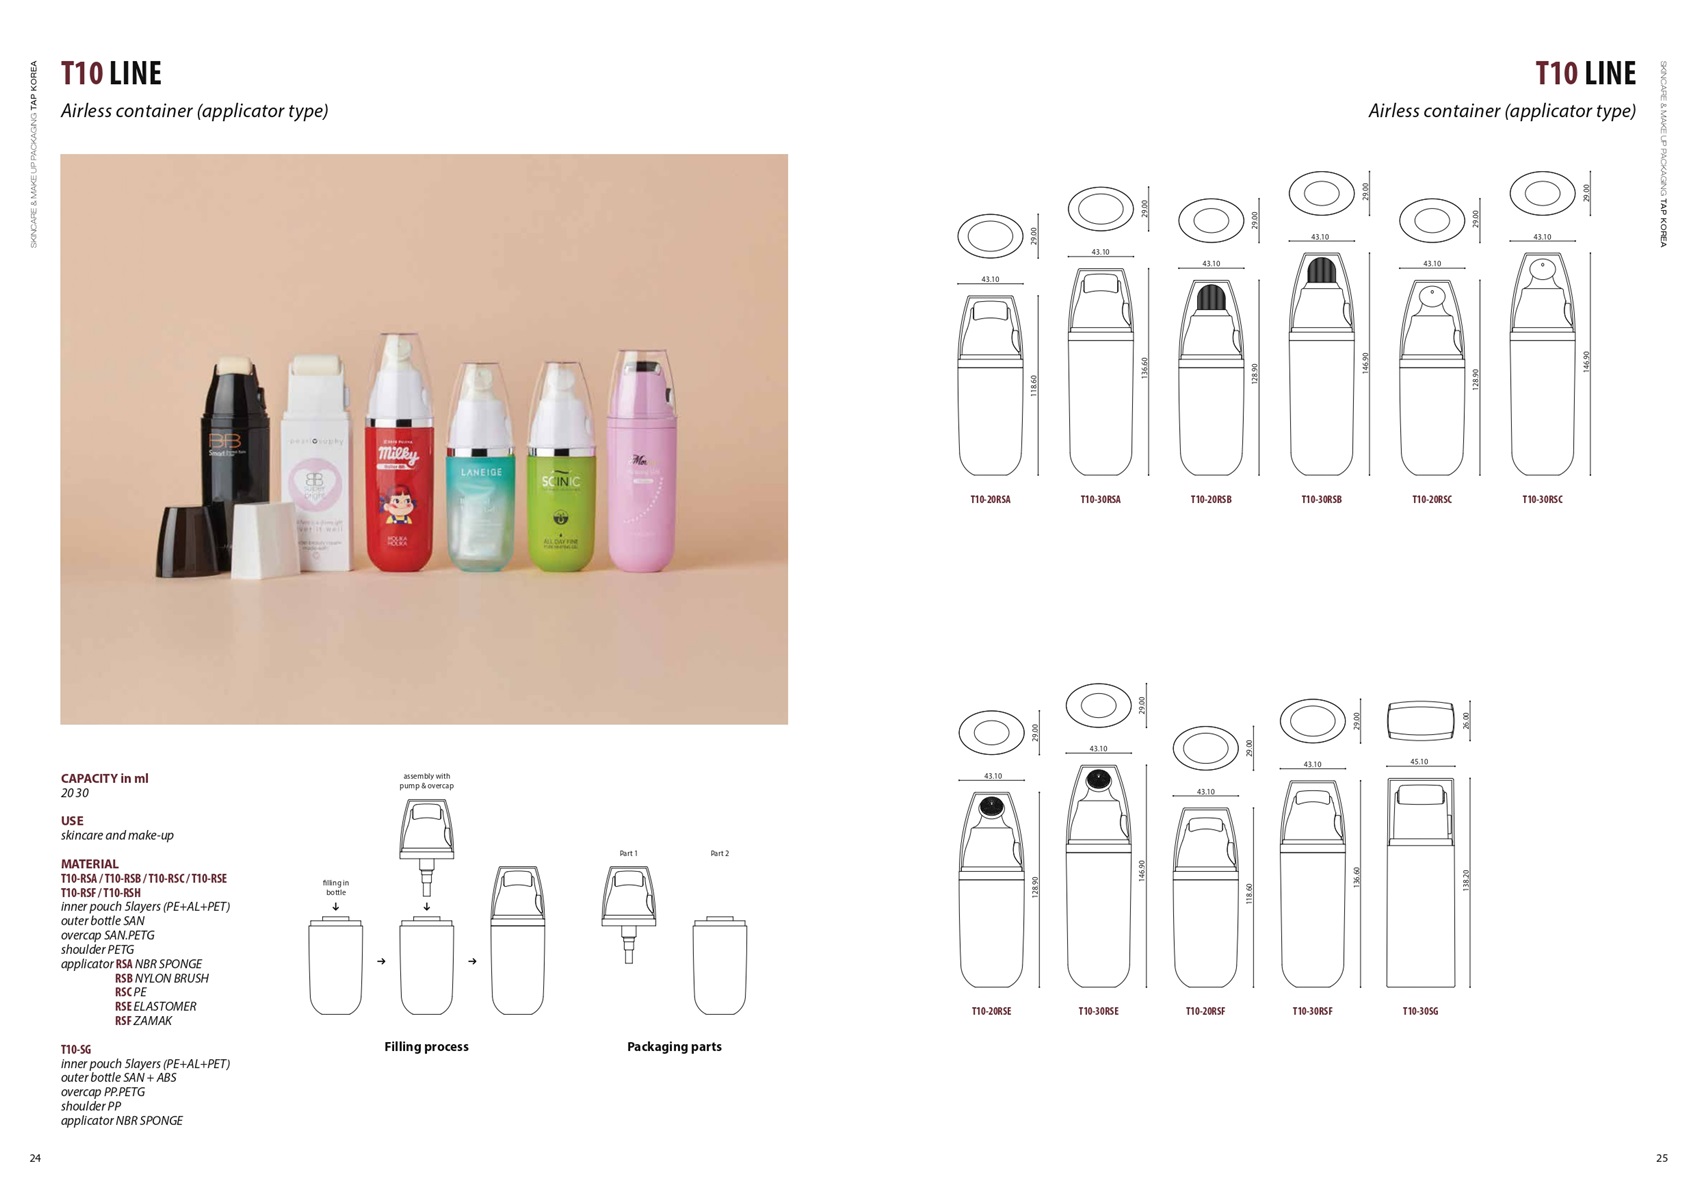 T10 LINE
Airless container (applicator type)
SKINCARE & MAKE UP PACKAGING TAP KOREA
BB
Smart
pearlosophy
BB
super
bright
Milky
HOLIKA
HOLIKA
LANEIGE
SCINIC
ALL DAY FINE
CAPACITY in ml
20 30
USE
skincare and make-up
MATERIAL
T10-RSA / T10-RSB / T10-RSC / T10-RSE
T10-RSF / T10-RSH
inner pouch 5layers (PE+AL+PET)
outer bottle SAN
overcap SAN.PETG
shoulder PETG
applicator RSA NBR SPONGE
RSB NYLON BRUSH
RSC PE
RSE ELASTOMER
RSF ZAMAK
T10-SG
inner pouch 5layers (PE+AL+PET)
outer bottle SAN + ABS
overcap PP.PETG
shoulder PP
applicator NBR SPONGE
assembly with
pump & overcap
filling in
bottle
Filling process
Part 1
Part 2
Packaging parts
24
T10 LINE
Airless container (applicator type)
SKINCARE & MAKE UP PACKAGING TAP KOREA
29.00
43.10
118.60
T10-20RSA
29.00
43.10
136.60
T10-30RSA
29.00
43.10
128.90
T10-20RSB
29.00
43.10
146.90
T10-30RSB
29.00
43.10
128.90
T10-20RSC
29.00
43.10
146.90
T10-30RSC
29.00
43.10
128.90
T10-20RSE
29.00
43.10
146.90
T10-30RSE
29.00
43.10
118.60
T10-20RSF
29.00
43.10
136.60
T10-30RSF
26.00
45.10
138.20
T10-30SG
25